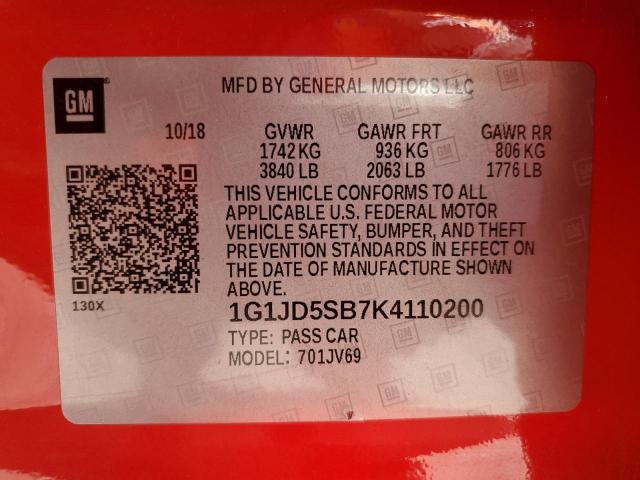 GM
®
MFD BY GENERAL MOTORS LLC
10/18 GVWR GAWR FRT GAWR RR
1742 KG 936 KG 806 KG
3840 LB 2063 LB 1776 LB
THIS VEHICLE CONFORMS TO ALL
APPLICABLE U.S. FEDERAL MOTOR
VEHICLE SAFETY, BUMPER, AND THEFT
PREVENTION STANDARDS IN EFFECT ON
THE DATE OF MANUFACTURE SHOWN
ABOVE.
130X
1G1JD5SB7K4110200
TYPE: PASS CAR
MODEL: 701JV69